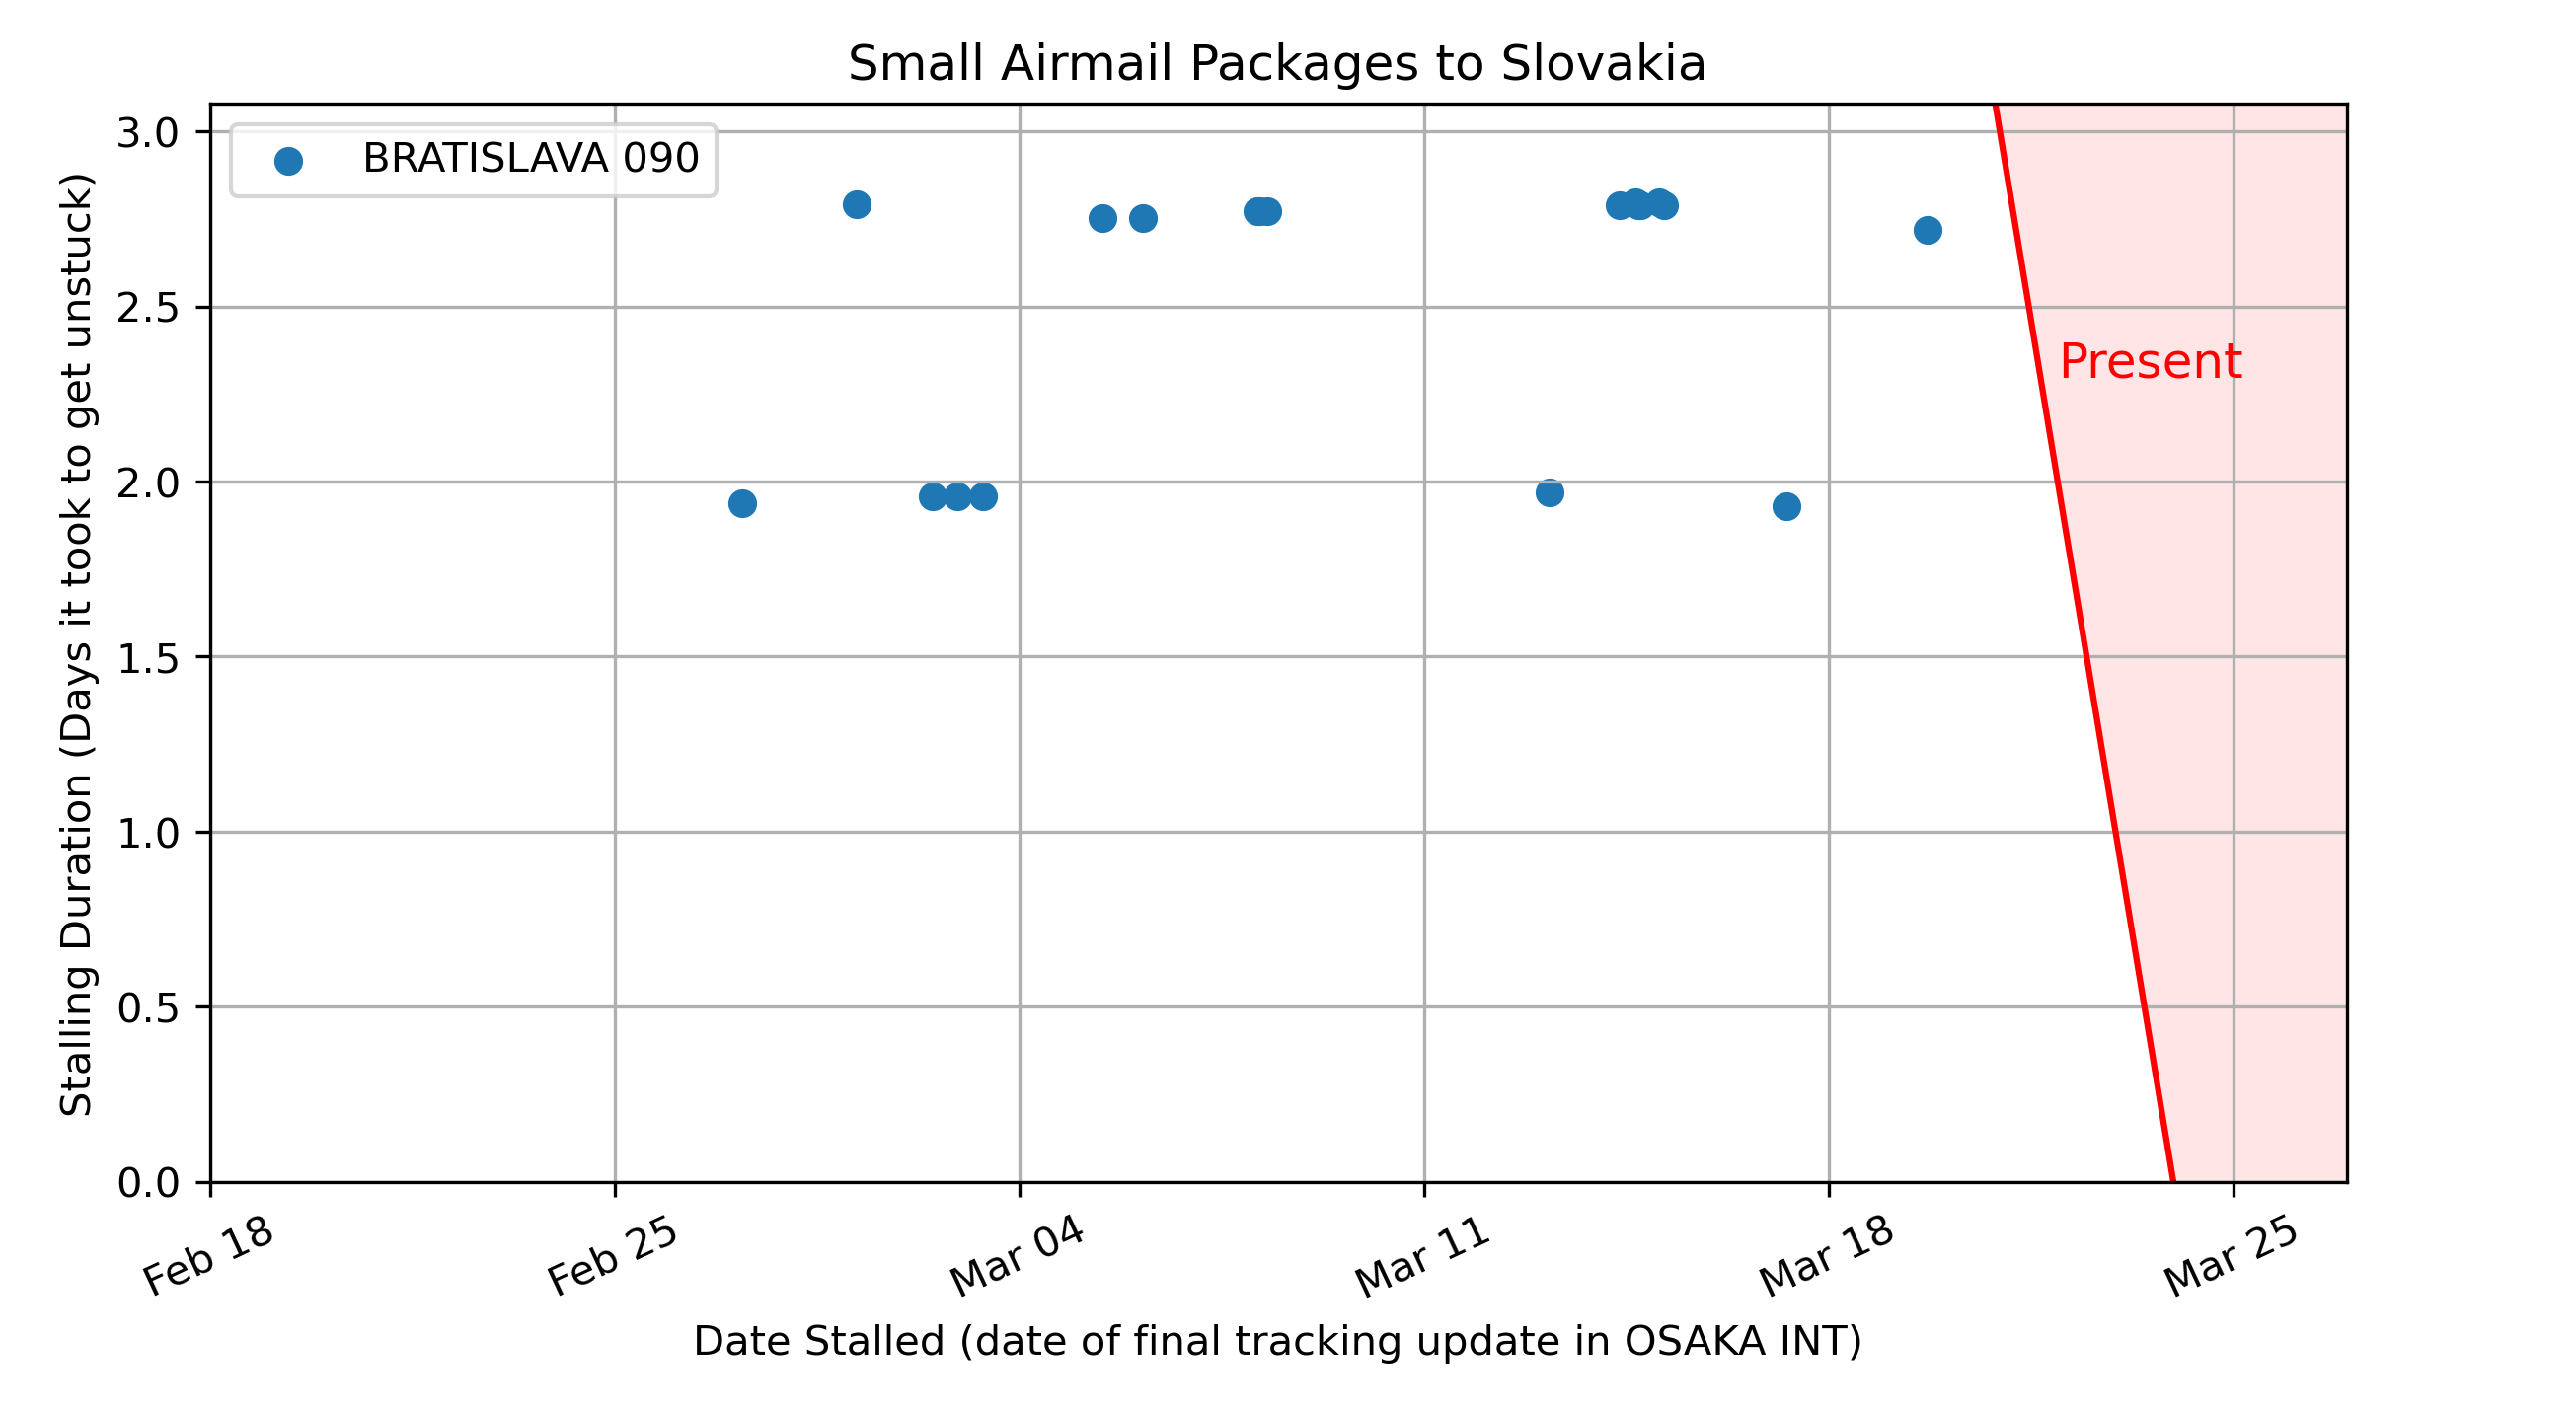 Small Airmail Packages to Slovakia
BRATISLAVA 090
Present
Stalling Duration (Days it took to get unstuck)
3.0
2.5
2.0
1.5
1.0
0.5
0.0
Feb 18
Feb 25
Mar 04
Mar 11
Mar 18
Mar 25
Date Stalled (date of final tracking update in OSAKA INT)